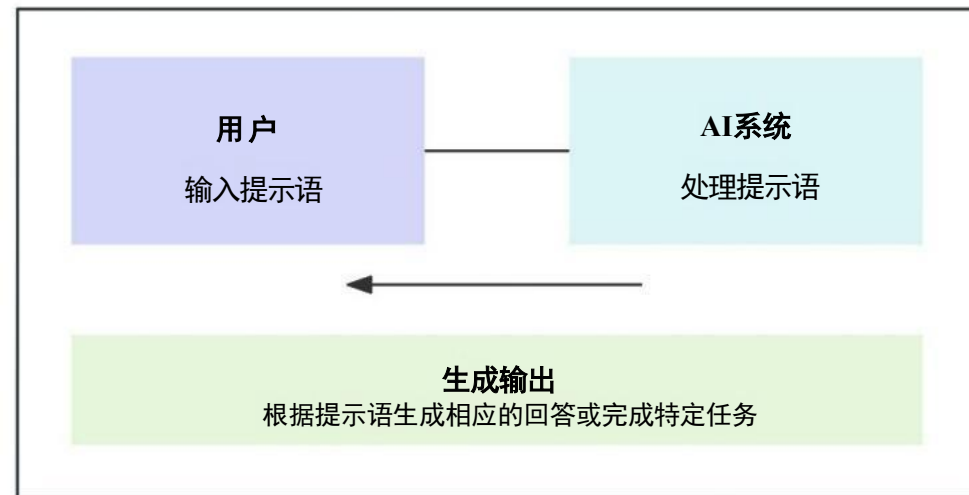 用户
输入提示语
AI系统
处理提示语
生成输出
根据提示语生成相应的回答或完成特定任务